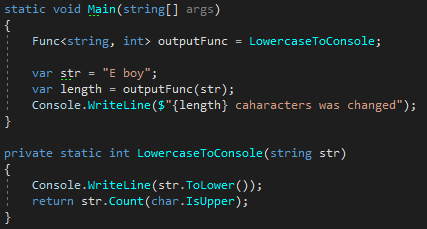 static void Main(string[] args)
{
Func<string, int> outputFunc = LowercaseToConsole;
var str = "E boy";
var length = outputFunc(str);
Console.WriteLine($"{length} caharacters was changed");
}
private static int LowercaseToConsole(string str)
{
Console.WriteLine(str.ToLower());
return str.Count(char.IsUpper);
}